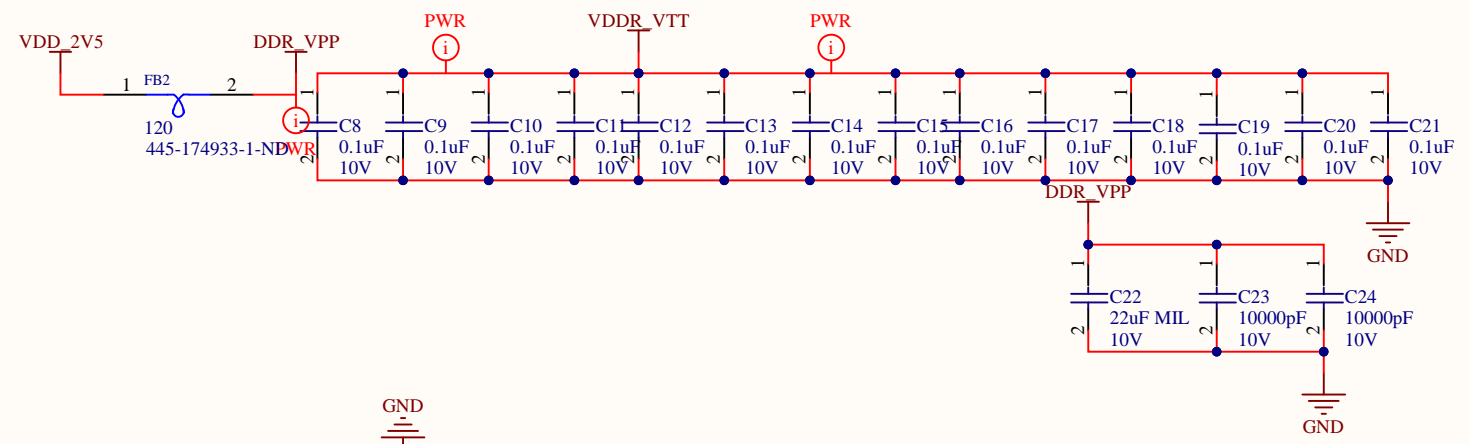 PWR
VDDR_VTT
PWR
VDD_2V5
DDR_VPP
i
i
1
FB2
2
120
445-174933-1-ND
i
PWR
1
C8
0.1uF
10V
2
1
C9
0.1uF
10V
2
1
C10
0.1uF
10V
2
1
C11
0.1uF
10V
2
1
C12
0.1uF
10V
2
1
C13
0.1uF
10V
2
1
C14
0.1uF
10V
2
1
C15
0.1uF
10V
2
1
C16
0.1uF
10V
2
1
C17
0.1uF
10V
2
1
C18
0.1uF
10V
2
1
C19
0.1uF
10V
2
1
C20
0.1uF
10V
2
1
C21
0.1uF
10V
2
DDR_VPP
GND
1
C22
22uF MIL
10V
2
1
C23
10000pF
10V
2
1
C24
10000pF
10V
2
GND
GND